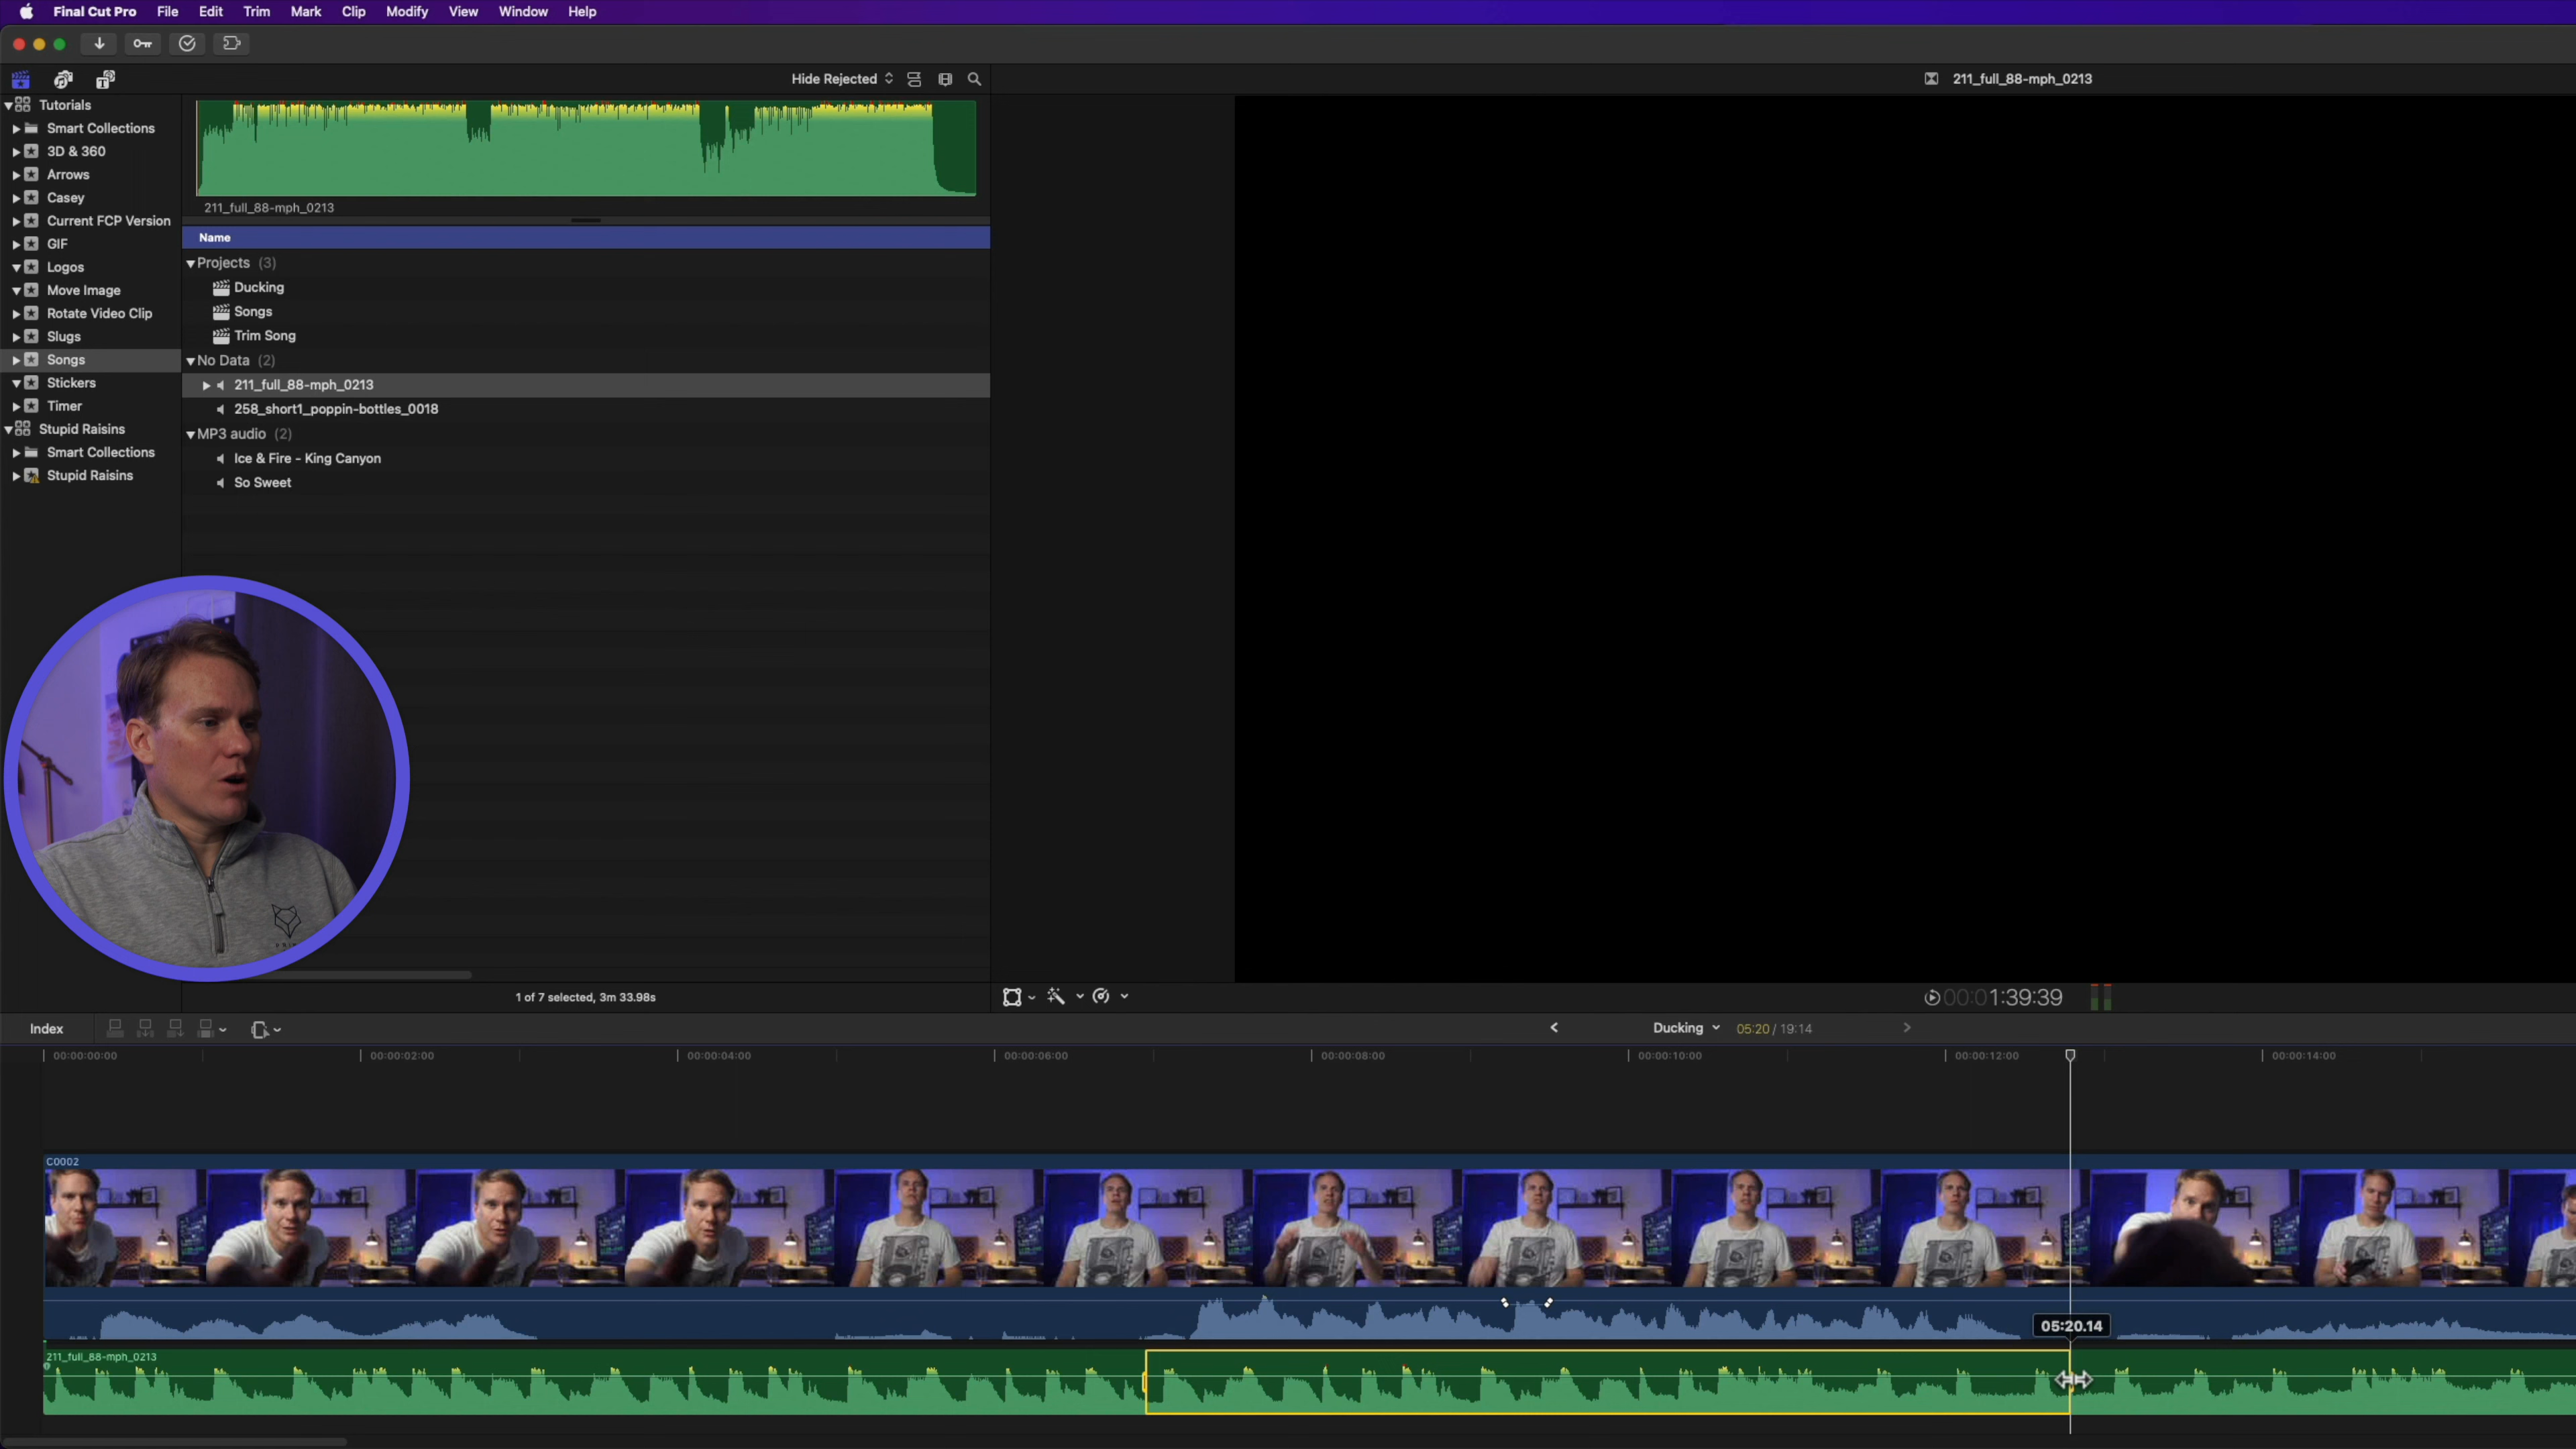 Final Cut Pro File Edit Trim Mark Clip Modify View Window Help
Hide Rejected
211_full_88-mph_0213
Tutorials
Smart Collections
3D & 360
Arrows
Casey
Current FCP Version
GIF
Logos
Move Image
Rotate Video Clip
Slugs
Songs
Stickers
Timer
Stupid Raisins
Smart Collections
Stupid Raisins
211_full_88-mph_0213
Name
Projects (3)
Ducking
Songs
Trim Song
No Data (2)
211_full_88-mph_0213
258_short1_poppin-bottles_0018
MP3 audio (2)
Ice & Fire - King Canyon
So Sweet
1 of 7 selected, 3m 33.98s
00:01:39:39
Index
Ducking 05:20 / 19:14
00:00:00:00 00:00:02:00 00:00:04:00 00:00:06:00 00:00:08:00 00:00:10:00 00:00:12:00 00:00:14:00
C0002
05:20.14
211_full_88-mph_0213